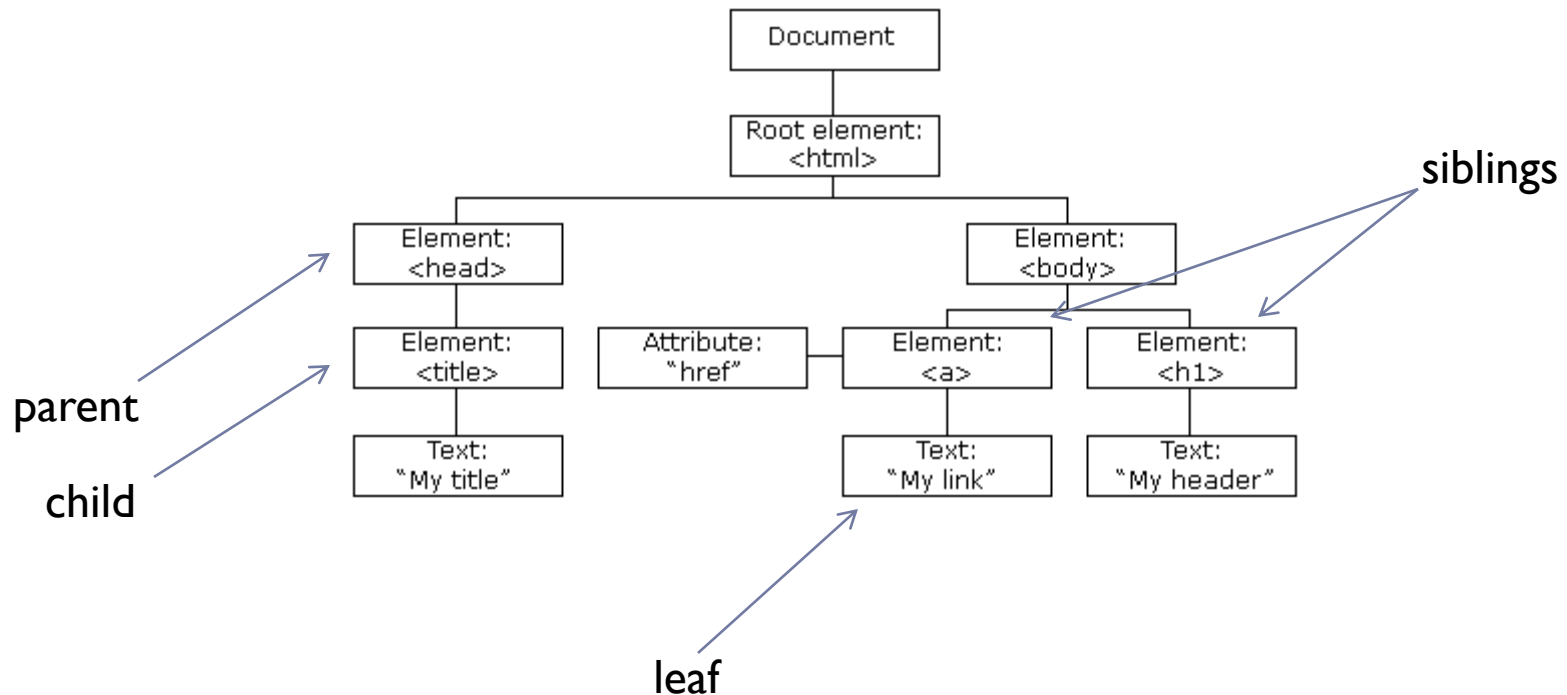 Document
Root element:
<html>
siblings
Element:
<head>
Element:
<body>
Element:
<title>
Attribute:
"href"
Element:
<a>
Element:
<h1>
parent
Text:
"My title"
Text:
"My link"
Text:
"My header"
child
leaf